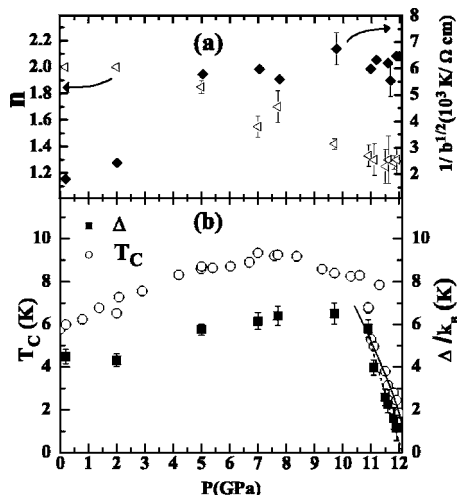 2.2
2.0
1.8
1.6
1.4
1.2
n
(a)
8
7
6
5
4
3
2
1/ b^{1/2}(10^3 K/ Ω cm)
(b)
■ Δ
○ T_C
10
8
6
4
2
0
T_C (K)
10
8
6
4
2
0
Δ/k_B (K)
0 1 2 3 4 5 6 7 8 9 10 11 12
P(GPa)